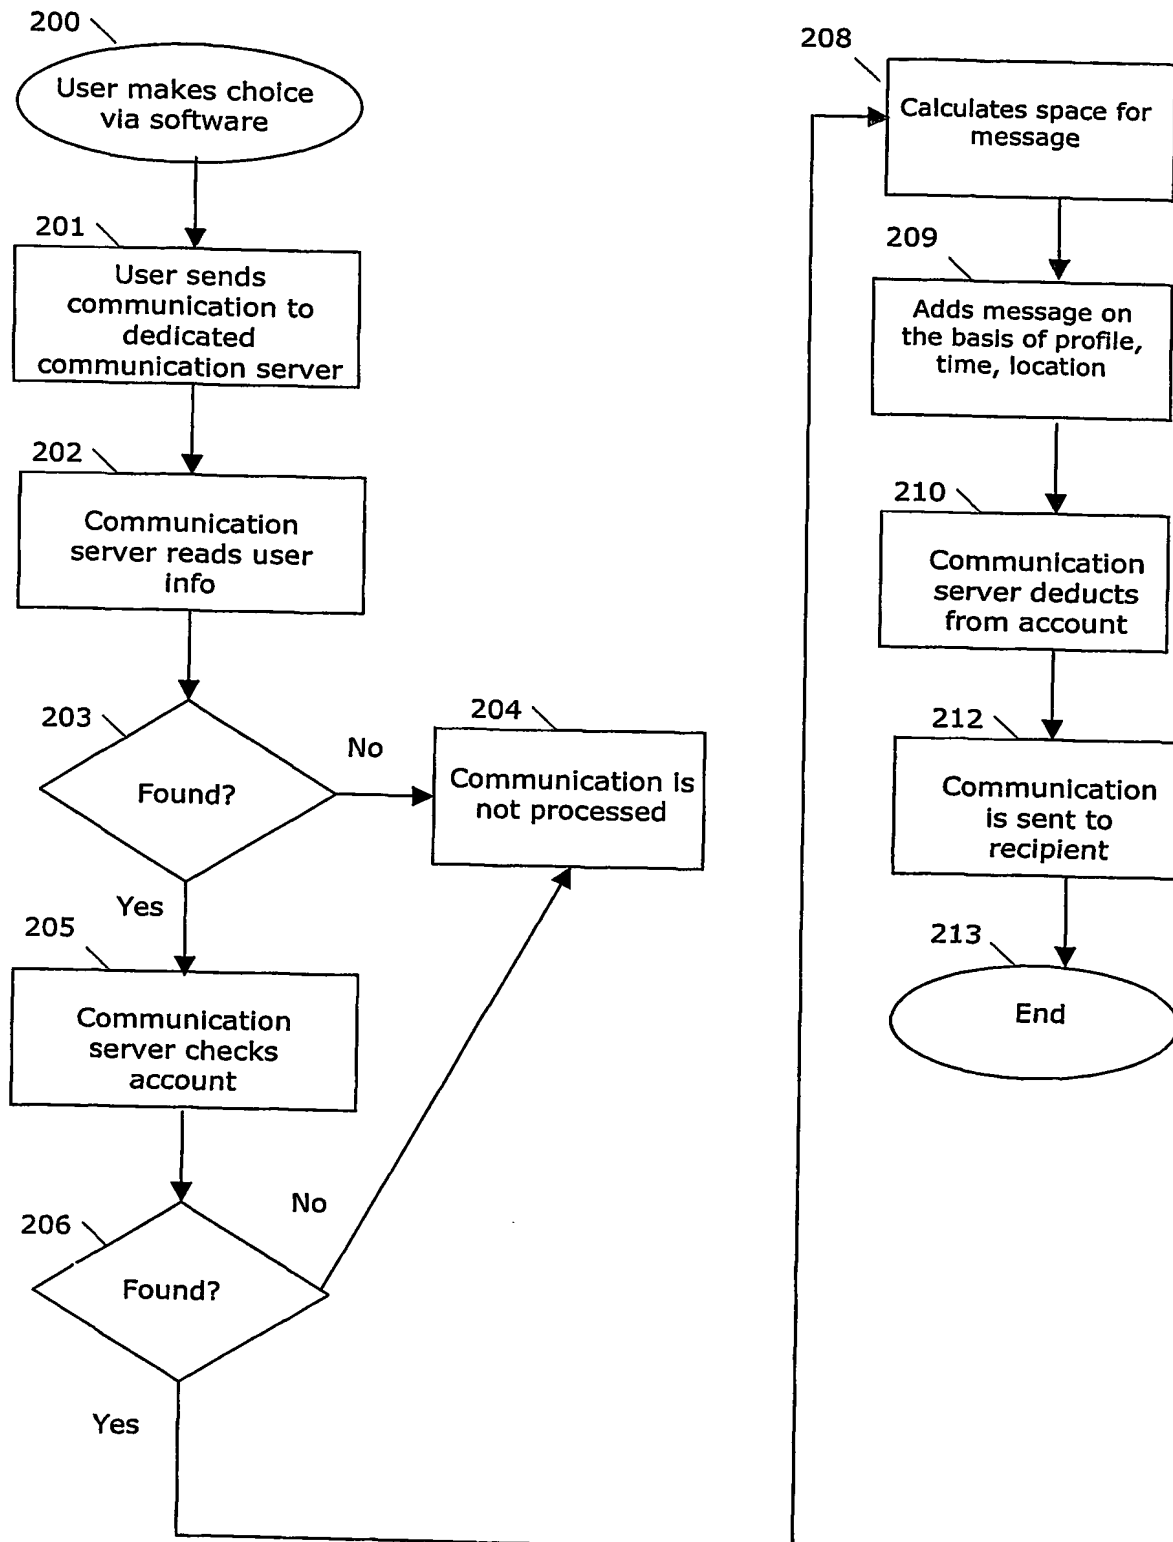 200
User makes choice
via software
201
User sends
communication to
dedicated
communication server
202
Communication
server reads user
info
203
Found?
No
204
Communication is
not processed
Yes
205
Communication
server checks
account
206
Found?
No
Yes
208
Calculates space for
message
209
Adds message on
the basis of profile,
time, location
210
Communication
server deducts
from account
212
Communication
is sent to
recipient
213
End